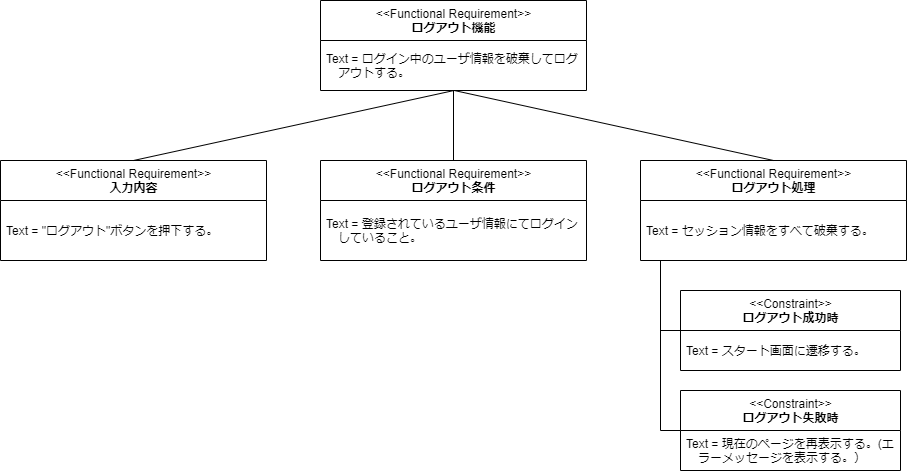 <<Functional Requirement>>
ログアウト機能
Text = ログイン中のユーザ情報を破棄してログ
アウトする。
<<Functional Requirement>>
入力内容
Text = "ログアウト"ボタンを押下する。
<<Functional Requirement>>
ログアウト条件
Text = 登録されているユーザ情報にてログイン
していること。
<<Functional Requirement>>
ログアウト処理
Text = セッション情報をすべて破棄する。
<<Constraint>>
ログアウト成功時
Text = スタート画面に遷移する。
<<Constraint>>
ログアウト失敗時
Text = 現在のページを再表示する。(エ
ラーメッセージを表示する。）